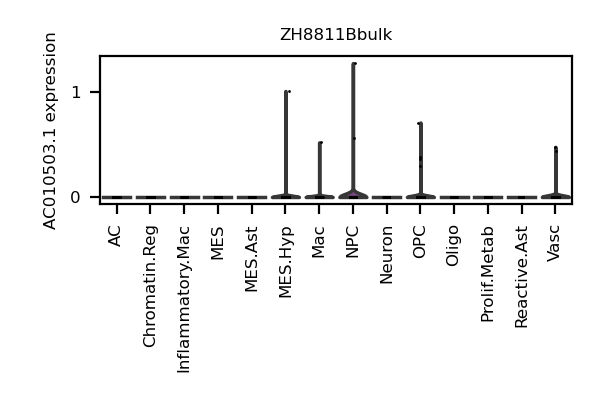 ZH8811Bbulk
AC010503.1 expression
1
0
AC
Chromatin.Reg
Inflammatory.Mac
MES
MES.Ast
MES.Hyp
Mac
NPC
Neuron
OPC
Oligo
Prolif.Metab
Reactive.Ast
Vasc